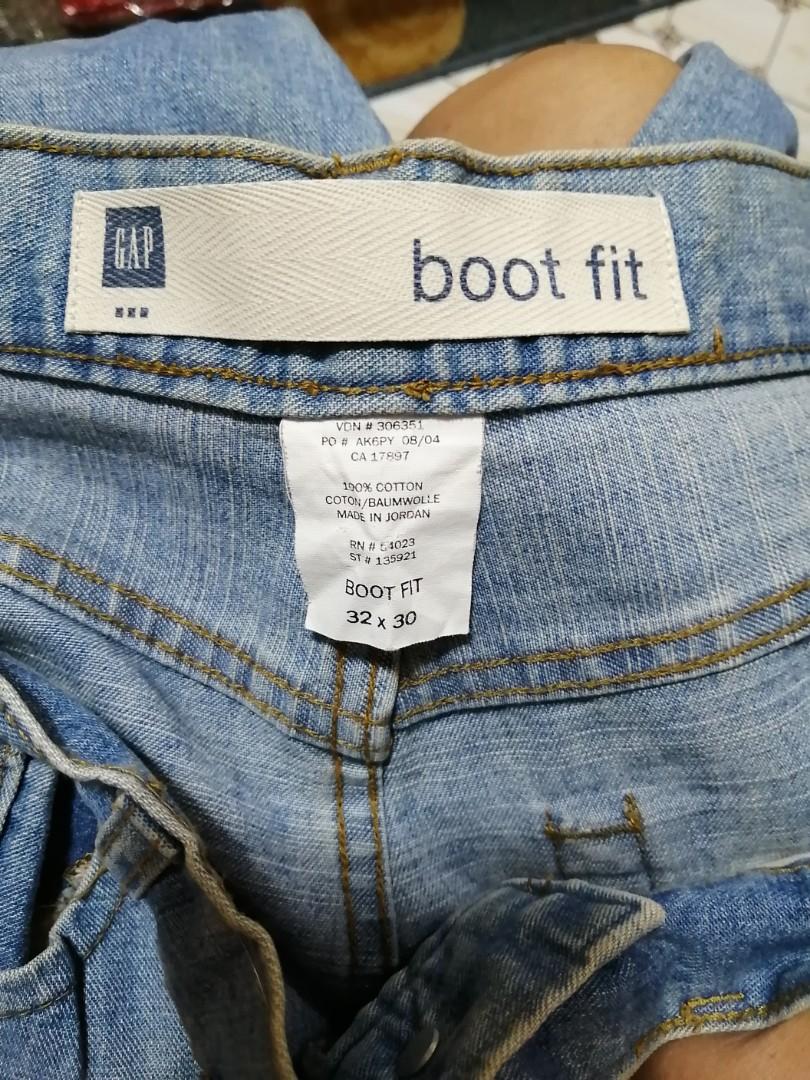 GAP
boot fit
VDN # 306351
PO # AK6PY 08/04
CA 17897
100% COTTON
COTON/BAUMWOLLE
MADE IN JORDAN
RN # 54023
ST # 135921
BOOT FIT
32 x 30